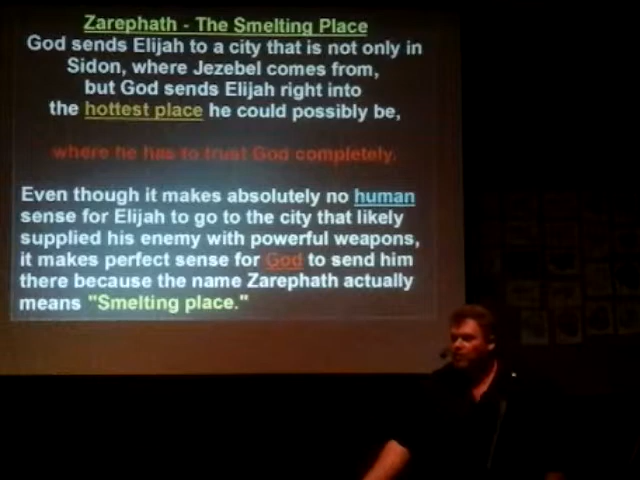 Zarephath - The Smelting Place
God sends Elijah to a city that is not only in
Sidon, where Jezebel comes from,
but God sends Elijah right into
the hottest place he could possibly be,
where he has to trust God completely.
Even though it makes absolutely no human
sense for Elijah to go to the city that likely
supplied his enemy with powerful weapons,
it makes perfect sense for God to send him
there because the name Zarephath actually
means "Smelting place."